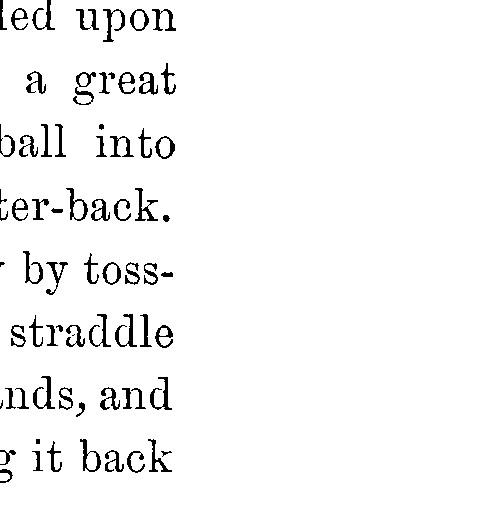 led upon
a great
ball into
ter-back.
by toss-
straddle
nds, and
g it back